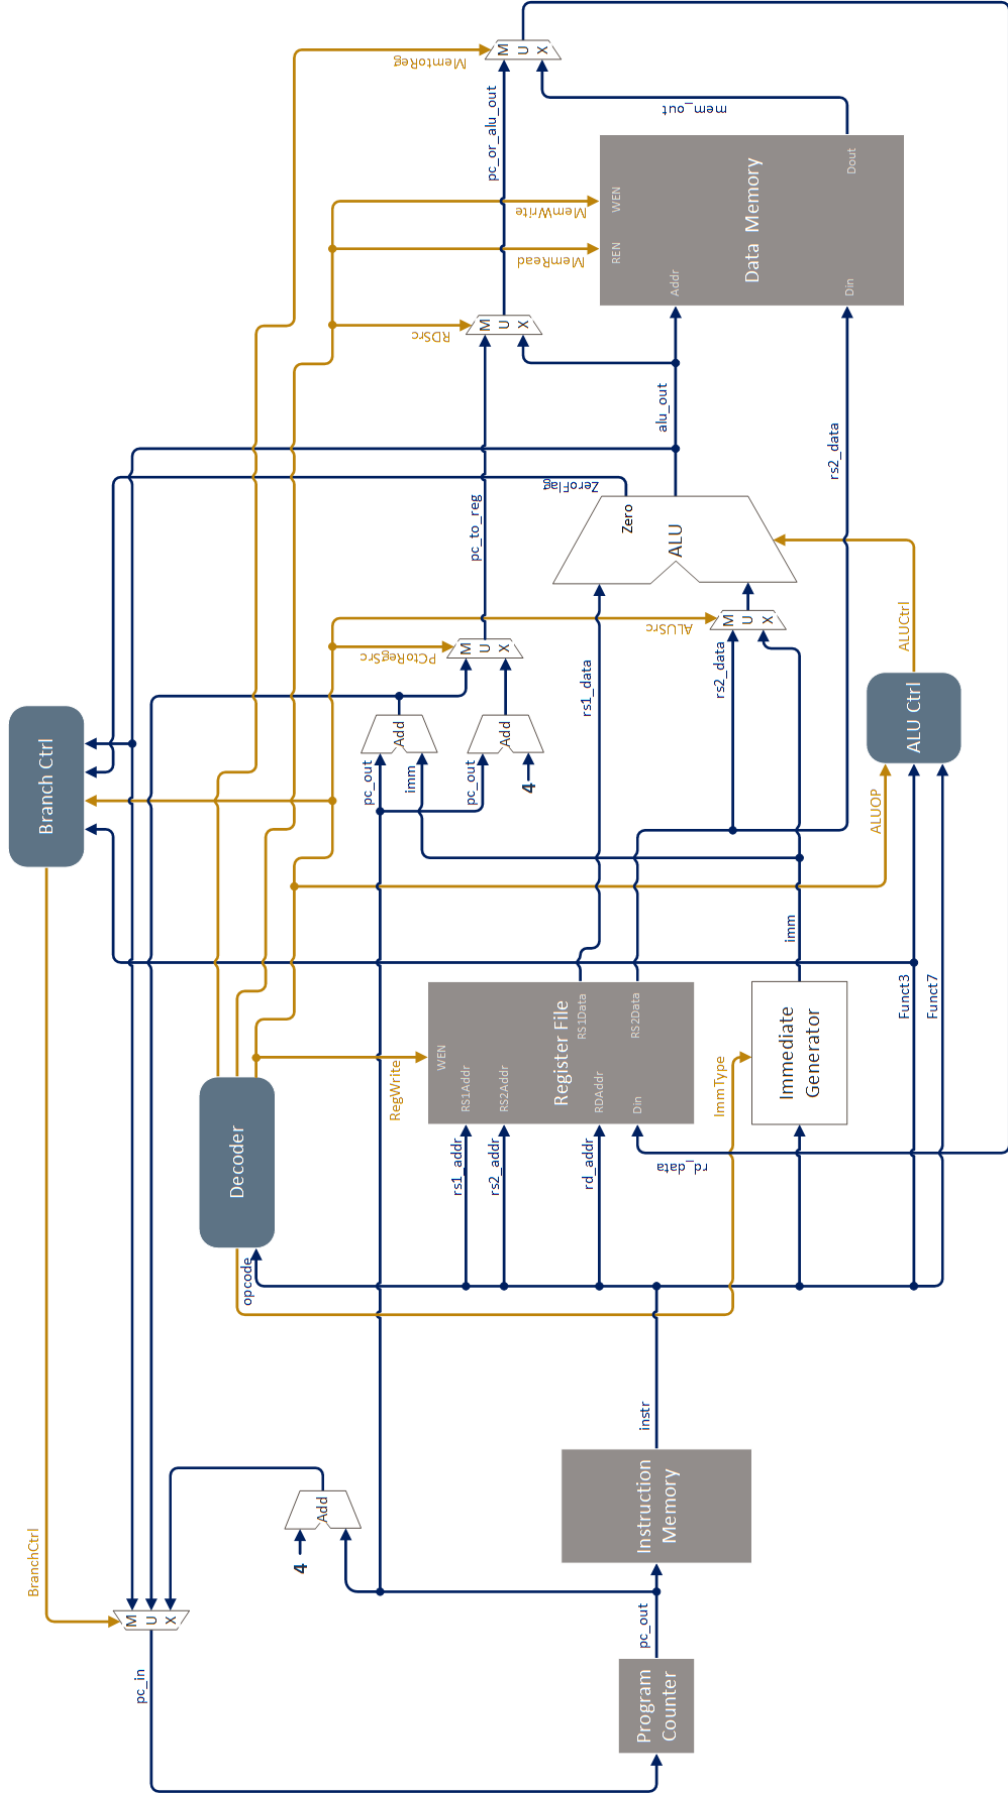 BranchCtrl
pc_in
M
U
X
4
Add
Program
Counter
pc_out
Instruction
Memory
instr
Decoder
opcode
Branch Ctrl
RegWrite
WEN
RS1Addr
RS2Addr
RDAddr
Din
Register File
RS1Data
RS2Data
rs1_addr
rs2_addr
rd_addr
rd_data
ImmType
Immediate
Generator
imm
Funct3
Funct7
ALUOP
ALU Ctrl
ALUCtrl
pc_out
imm
Add
pc_out
4
Add
PCtoRegSrc
M
U
X
pc_to_reg
rs1_data
rs2_data
ALUSrc
M
U
X
ALU
Zero
ZeroFlag
alu_out
rs2_data
RDSrc
M
U
X
pc_or_alu_out
MemRead
MemWrite
REN
WEN
Addr
Din
Data Memory
Dout
mem_out
MemtoReg
M
U
X